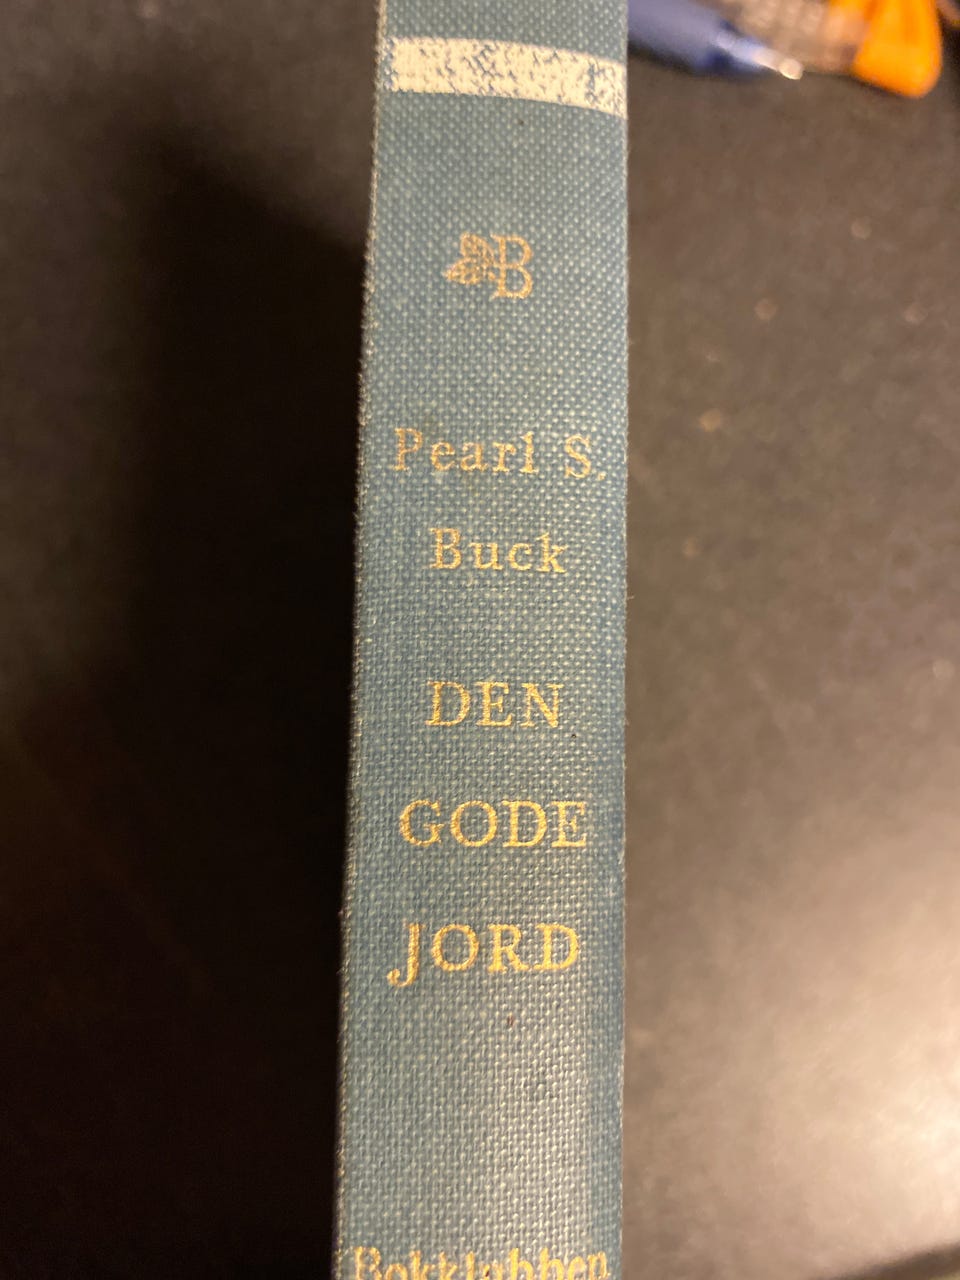 B
Pearl S.
Buck
DEN
GODE
JORD
Bokklubben